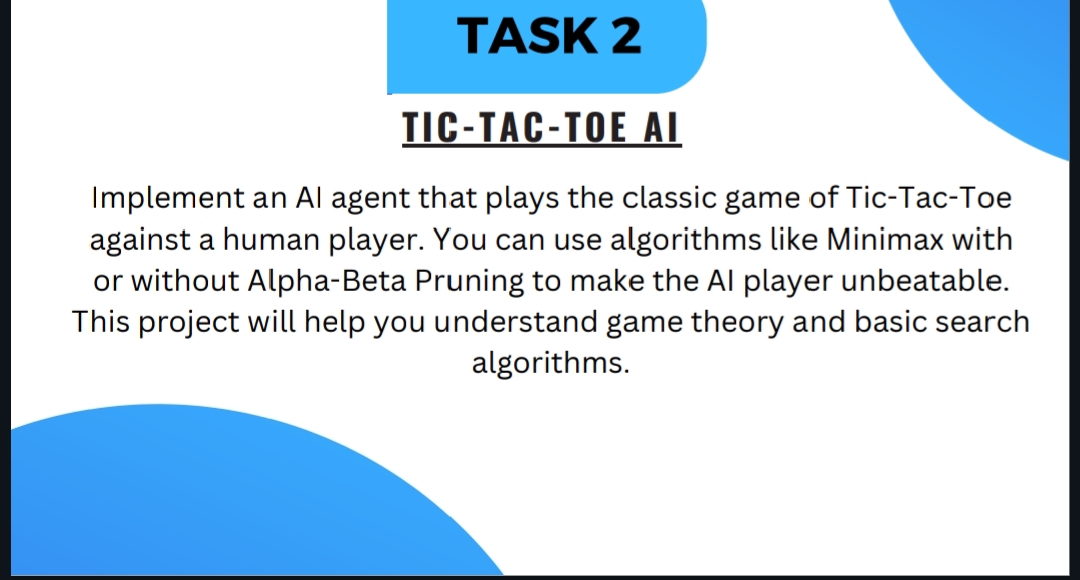 TASK 2
TIC-TAC-TOE AI
Implement an AI agent that plays the classic game of Tic-Tac-Toe
against a human player. You can use algorithms like Minimax with
or without Alpha-Beta Pruning to make the AI player unbeatable.
This project will help you understand game theory and basic search
algorithms.